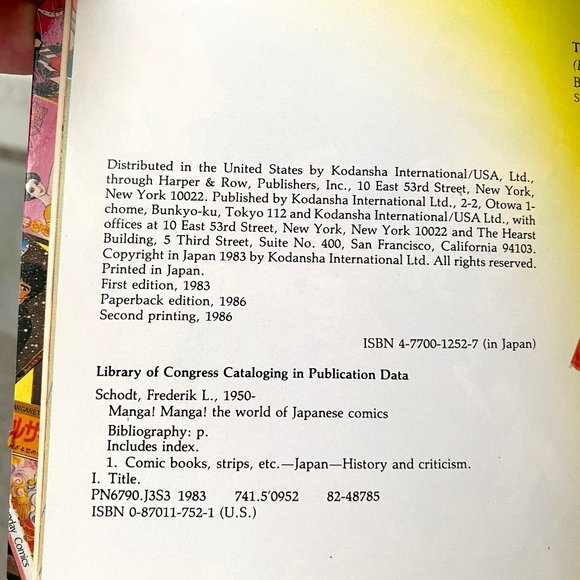 Distributed in the United States by Kodansha International/USA, Ltd.,
through Harper & Row, Publishers, Inc., 10 East 53rd Street, New York,
New York 10022. Published by Kodansha International Ltd., 2-2, Otowa 1-
chome, Bunkyo-ku, Tokyo 112 and Kodansha International/USA Ltd., with
offices at 10 East 53rd Street, New York, New York 10022 and The Hearst
Building, 5 Third Street, Suite No. 400, San Francisco, California 94103.
Copyright in Japan 1983 by Kodansha International Ltd. All rights reserved.
Printed in Japan.
First edition, 1983
Paperback edition, 1986
Second printing, 1986
ISBN 4-7700-1252-7 (in Japan)
Library of Congress Cataloging in Publication Data
Schodt, Frederik L., 1950-
Manga! Manga! the world of Japanese comics
Bibliography: p.
Includes index.
1. Comic books, strips, etc.—Japan—History and criticism.
I. Title.
PN6790.J3S3 1983 741.5'0952 82-48785
ISBN 0-87011-752-1 (U.S.)
MARGARET
Comics